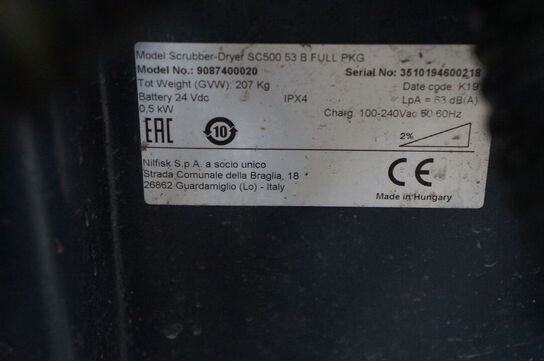 Model:Scrubber-Dryer SC500 53 B FULL PKG
Model No.: 9087400020 Serial No: 3510194600218
Tot Weight (GVW): 207 Kg Date code: K19
Battery 24 Vdc IPX4 LpA = 63 dB(A)
0,5 kW Charg. 100-240Vac 50 60Hz
EAC 10 2%
Nilfisk S.p.A. a socio unico
Strada Comunale della Braglia, 18
26862 Guardamiglio (Lo) - Italy
CE
Made in Hungary